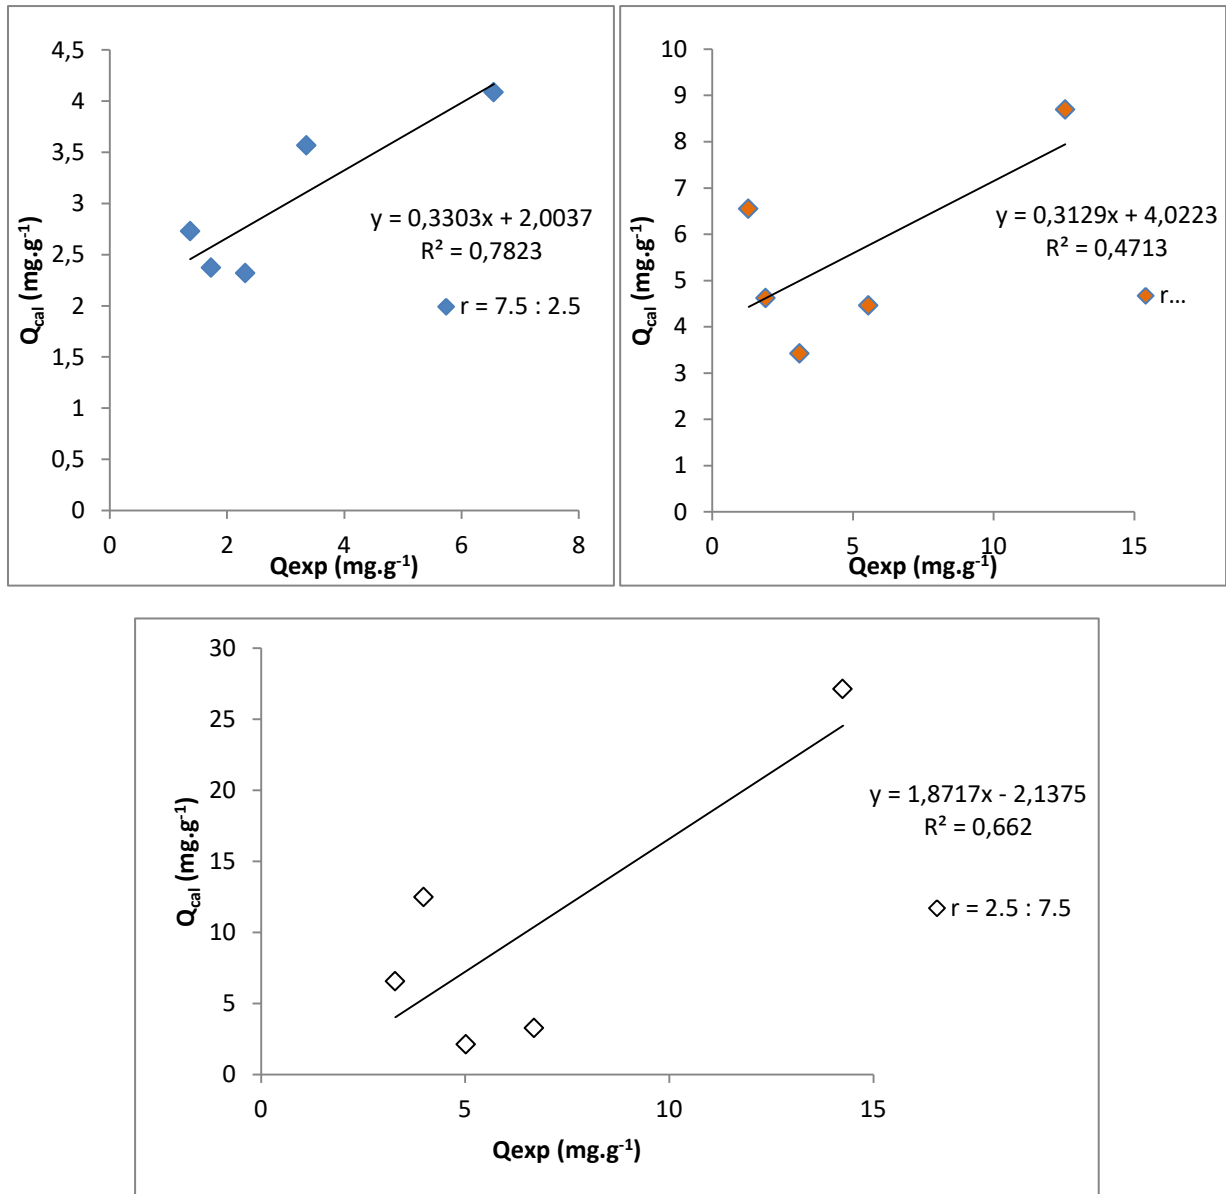 4,5
4
3,5
3
2,5
2
1,5
1
0,5
0
0 2 4 6 8
Q_cal (mg.g⁻¹)
Qexp (mg.g⁻¹)
y = 0,3303x + 2,0037
R² = 0,7823
r = 7.5 : 2.5
10
9
8
7
6
5
4
3
2
1
0
0 5 10 15
Q_cal (mg.g⁻¹)
Qexp (mg.g⁻¹)
y = 0,3129x + 4,0223
R² = 0,4713
r...
30
25
20
15
10
5
0
0 5 10 15
Q_cal (mg.g⁻¹)
Qexp (mg.g⁻¹)
y = 1,8717x - 2,1375
R² = 0,662
r = 2.5 : 7.5